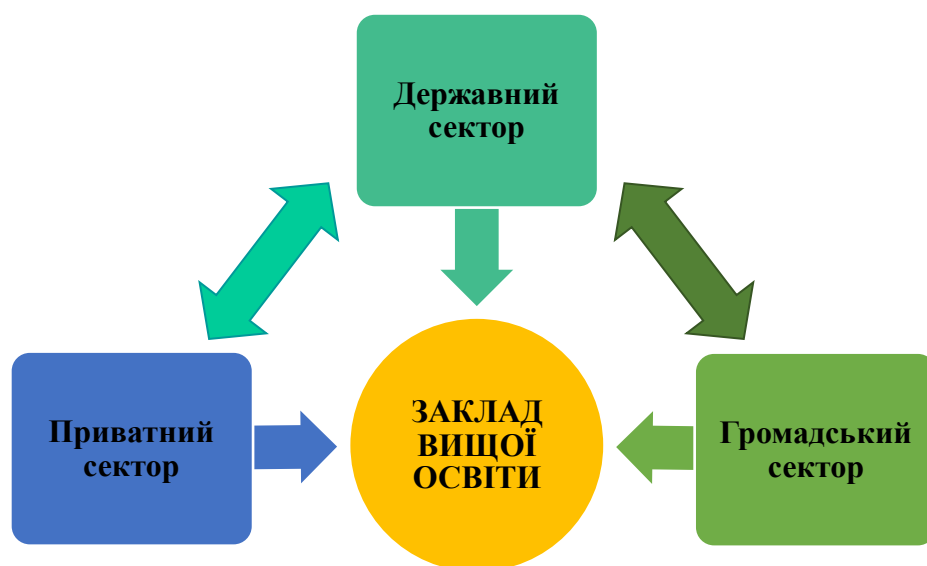 Державний
сектор
Приватний
сектор
ЗАКЛАД
ВИЩОЇ
ОСВІТИ
Громадський
сектор